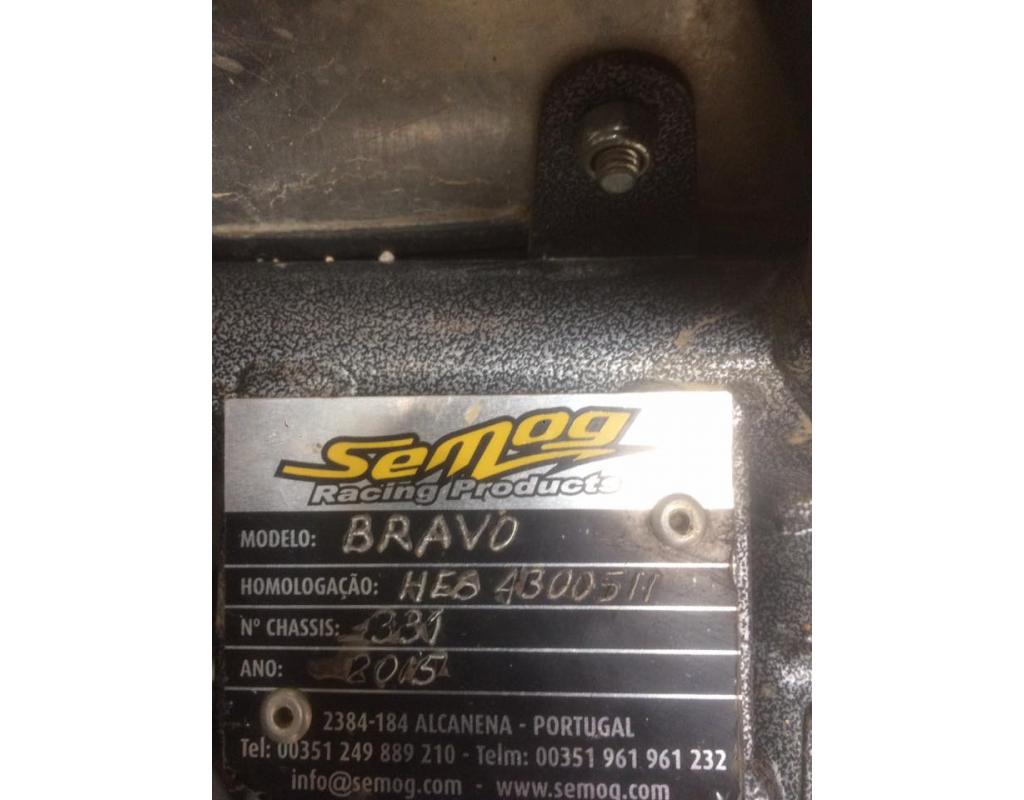 SeMog
Racing Products
MODELO: BRAVO
HOMOLOGAÇÃO: HEB 4300511
Nº CHASSIS: 1331
ANO: 2015
2384-184 ALCANENA - PORTUGAL
Tel: 00351 249 889 210 - Telm: 00351 961 961 232
info@semog.com - www.semog.com